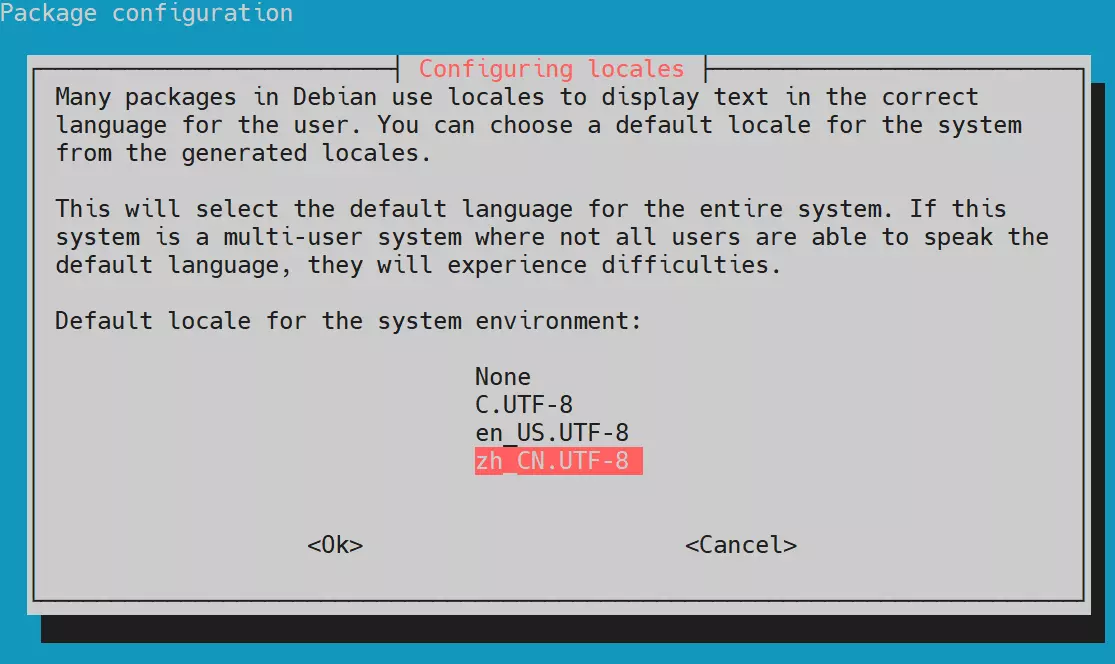 Package configuration
Configuring locales
Many packages in Debian use locales to display text in the correct
language for the user. You can choose a default locale for the system
from the generated locales.
This will select the default language for the entire system. If this
system is a multi-user system where not all users are able to speak the
default language, they will experience difficulties.
Default locale for the system environment:
None
C.UTF-8
en_US.UTF-8
zh_CN.UTF-8
<Ok> <Cancel>